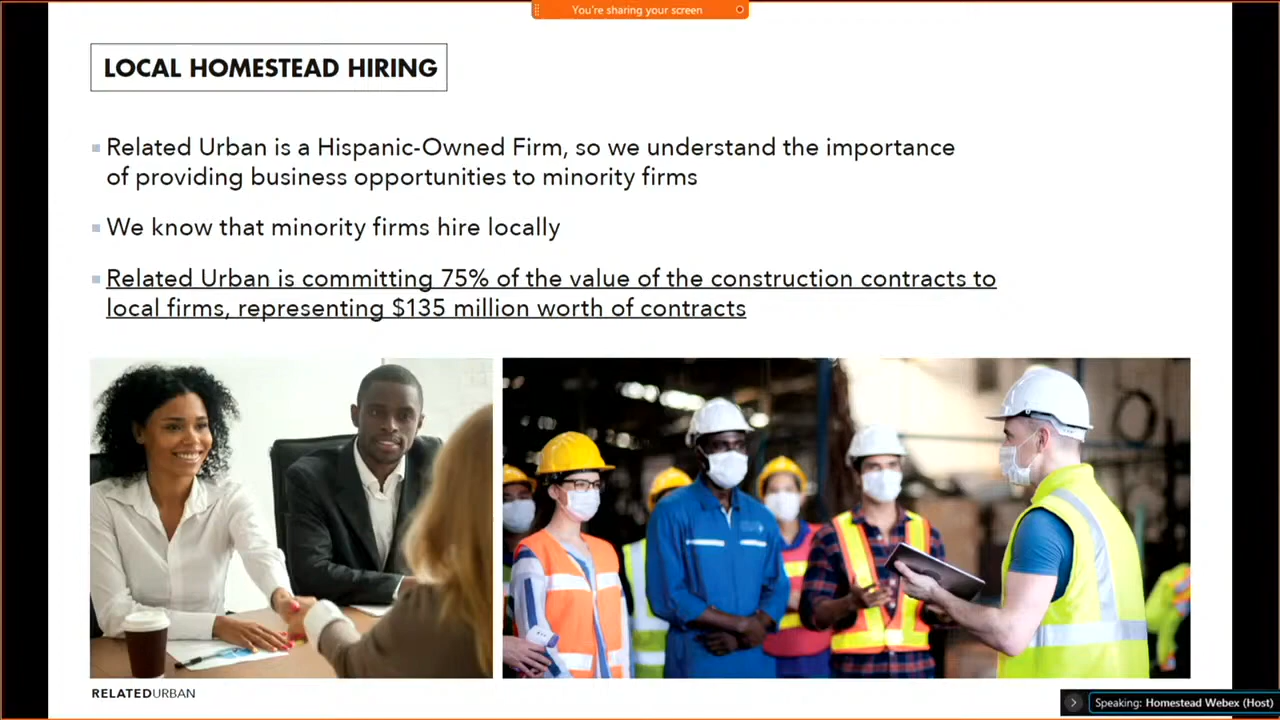 You're sharing your screen
LOCAL HOMESTEAD HIRING
Related Urban is a Hispanic-Owned Firm, so we understand the importance
of providing business opportunities to minority firms
We know that minority firms hire locally
Related Urban is committing 75% of the value of the construction contracts to
local firms, representing $135 million worth of contracts
RELATEDURBAN
Speaking: Homestead Webex (Host)